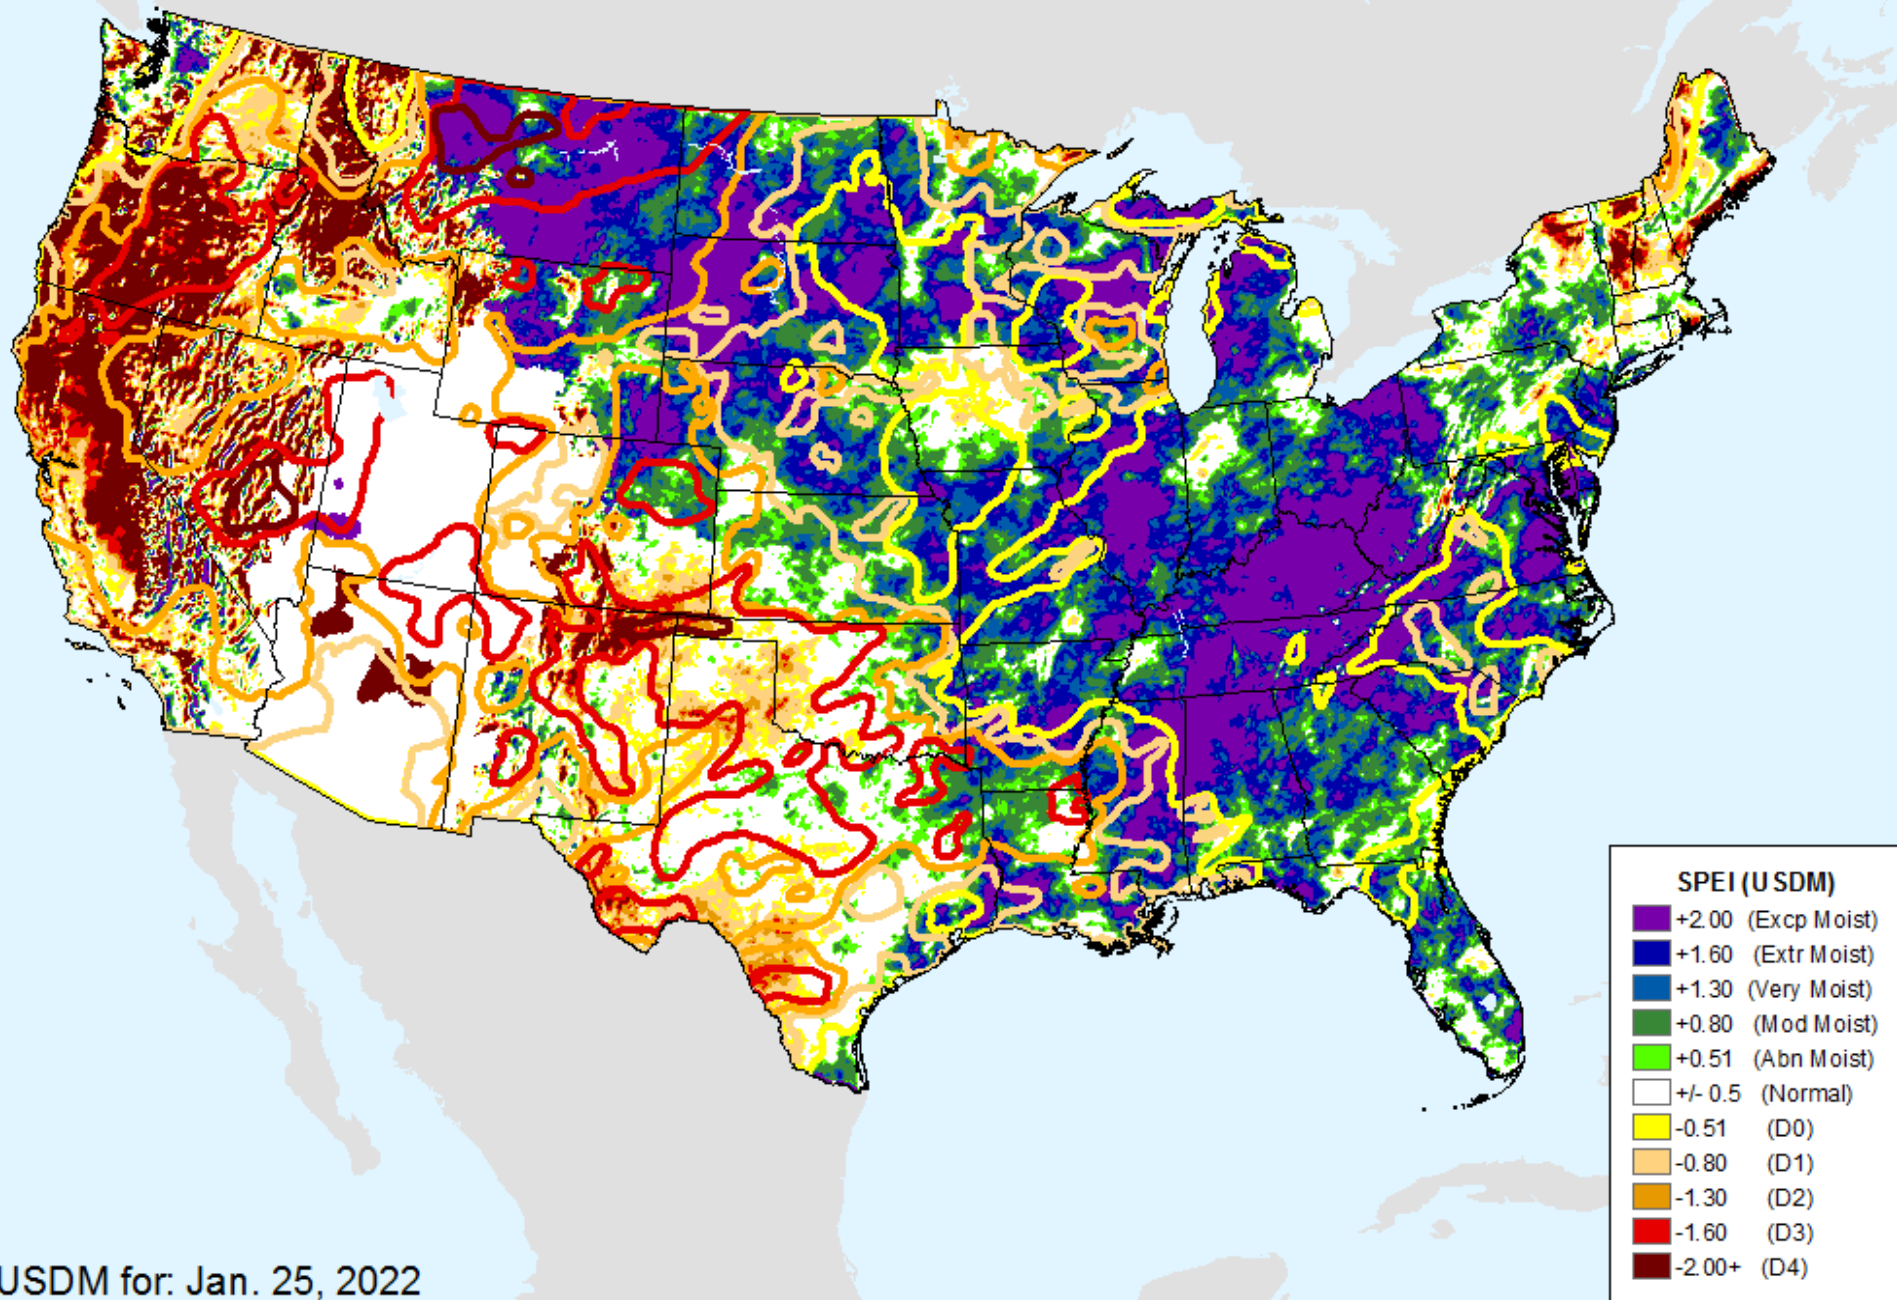 SPEI (USDM)
+2.00 (Excp Moist)
+1.60 (Extr Moist)
+1.30 (Very Moist)
+0.80 (Mod Moist)
+0.51 (Abn Moist)
+/- 0.5 (Normal)
-0.51 (D0)
-0.80 (D1)
-1.30 (D2)
-1.60 (D3)
-2.00+ (D4)
USDM for: Jan. 25, 2022